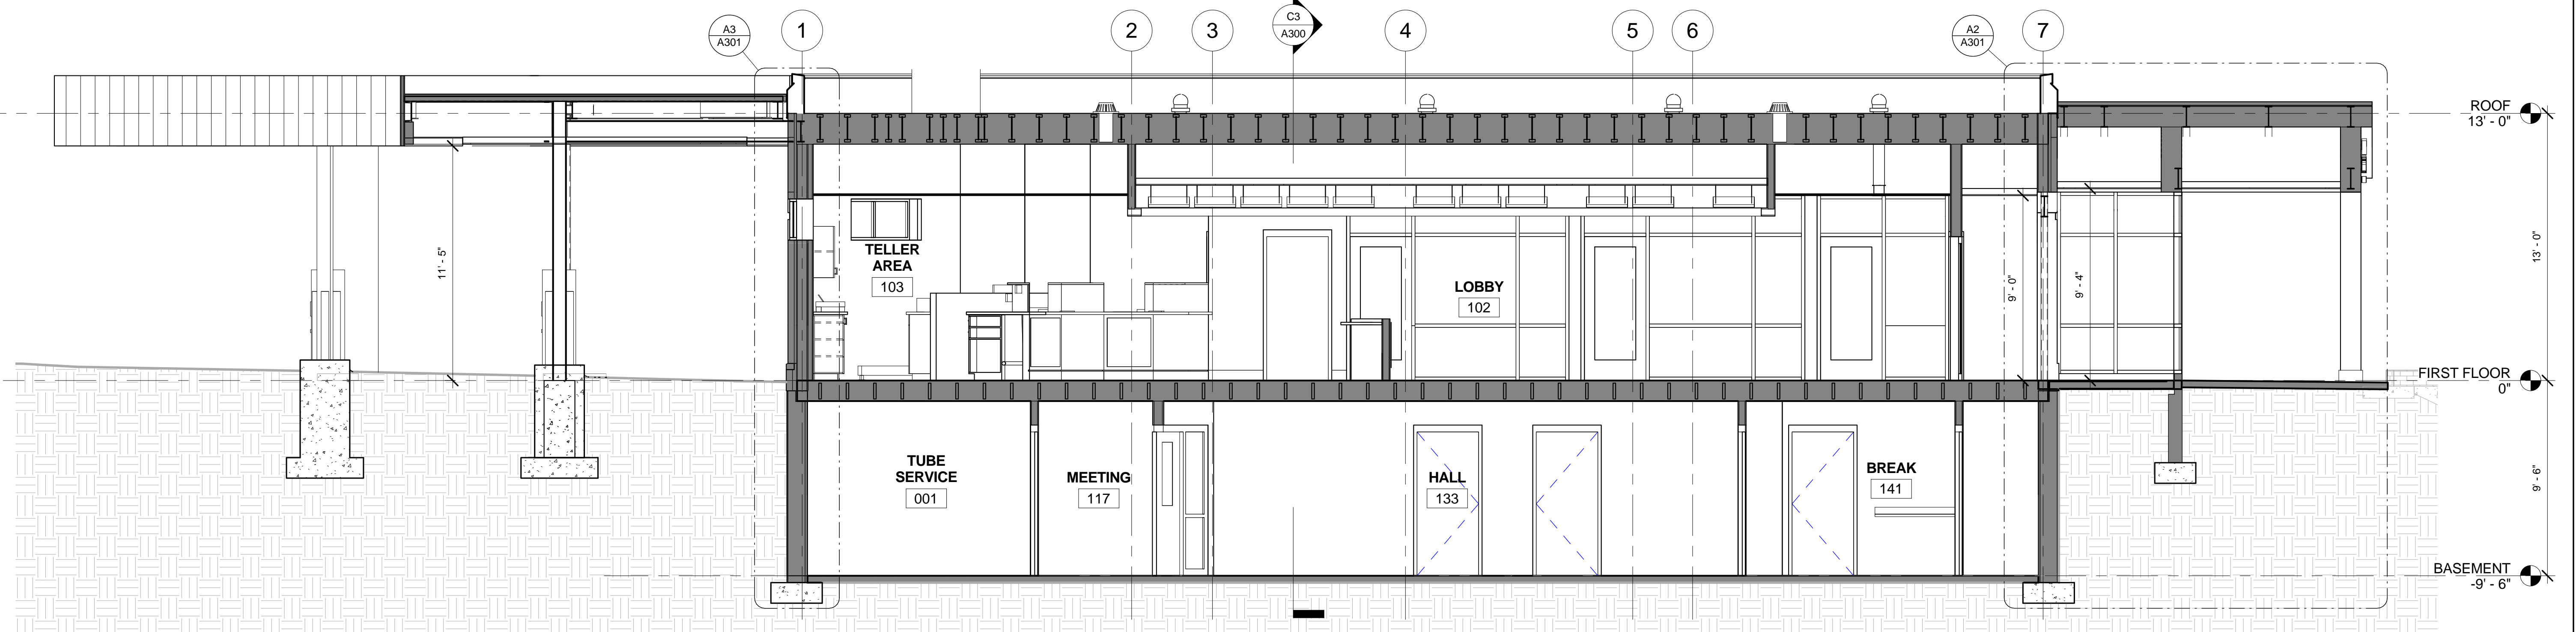 A3
A301
1
2
3
C3
A300
4
5
6
A2
A301
7
ROOF
13' - 0"
TELLER
AREA
103
LOBBY
102
11' - 5"
9' - 0"
9' - 4"
13' - 0"
FIRST FLOOR
0"
TUBE
SERVICE
001
MEETING
117
HALL
133
BREAK
141
9' - 6"
BASEMENT
-9' - 6"